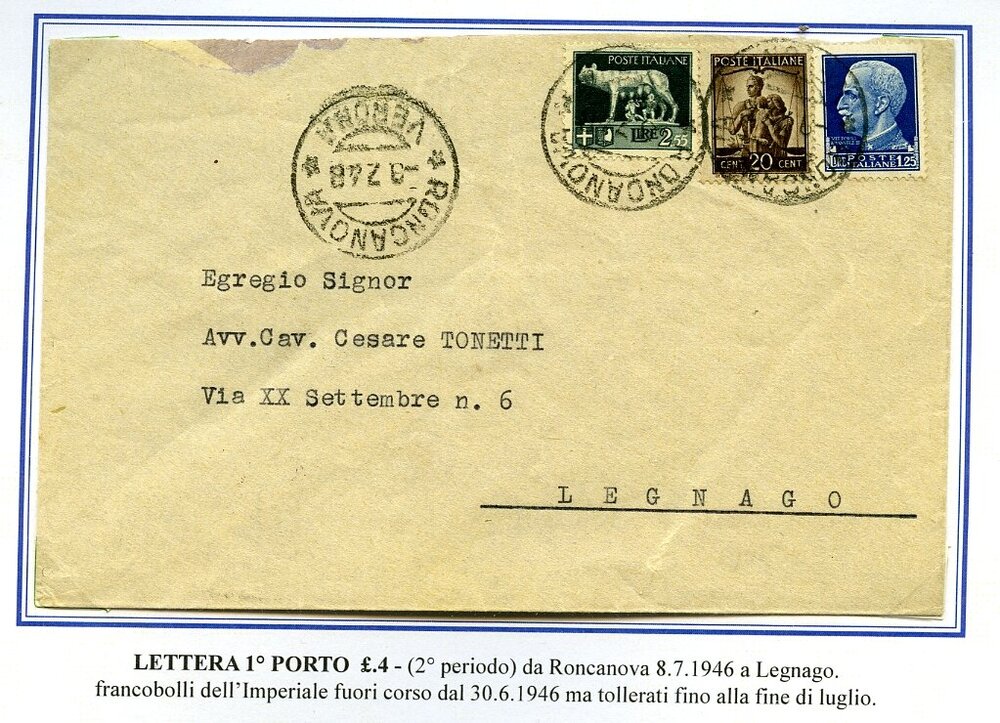 POSTE ITALIANE
LIRE 2,55
POSTE ITALIANE
CENT 20 CENT
POSTE
ITALIANE 1,25
RONCANOVA
VERONA
-8.7.46
Egregio Signor
Avv.Cav. Cesare TONETTI
Via XX Settembre n. 6
LEGNAGO
LETTERA 1° PORTO £.4 - (2° periodo) da Roncanova 8.7.1946 a Legnago.
francobolli dell'Imperiale fuori corso dal 30.6.1946 ma tollerati fino alla fine di luglio.